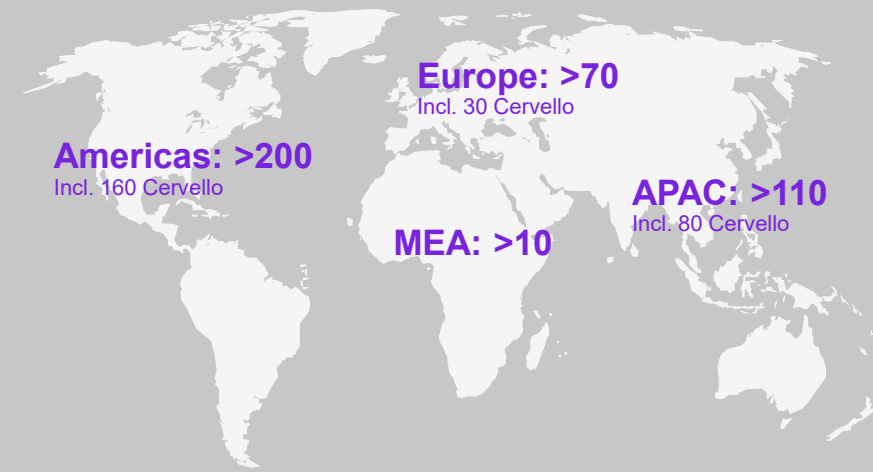 Europe: >70
Incl. 30 Cervello
Americas: >200
Incl. 160 Cervello
APAC: >110
Incl. 80 Cervello
MEA: >10